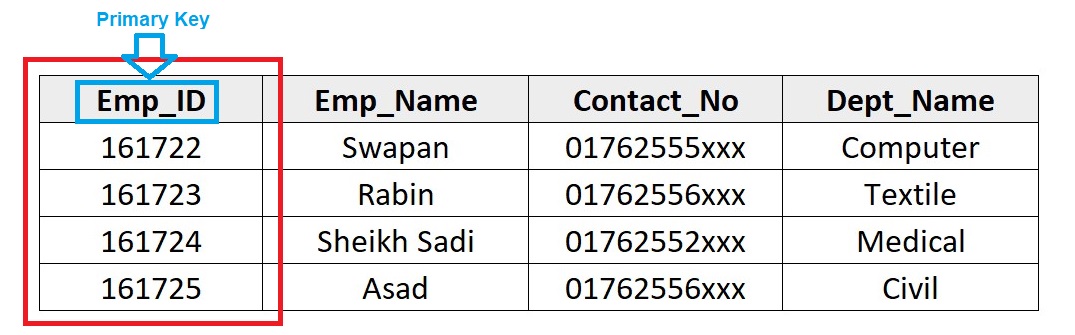 Primary Key
Emp_ID Emp_Name Contact_No Dept_Name
161722 Swapan 01762555xxx Computer
161723 Rabin 01762556xxx Textile
161724 Sheikh Sadi 01762552xxx Medical
161725 Asad 01762556xxx Civil